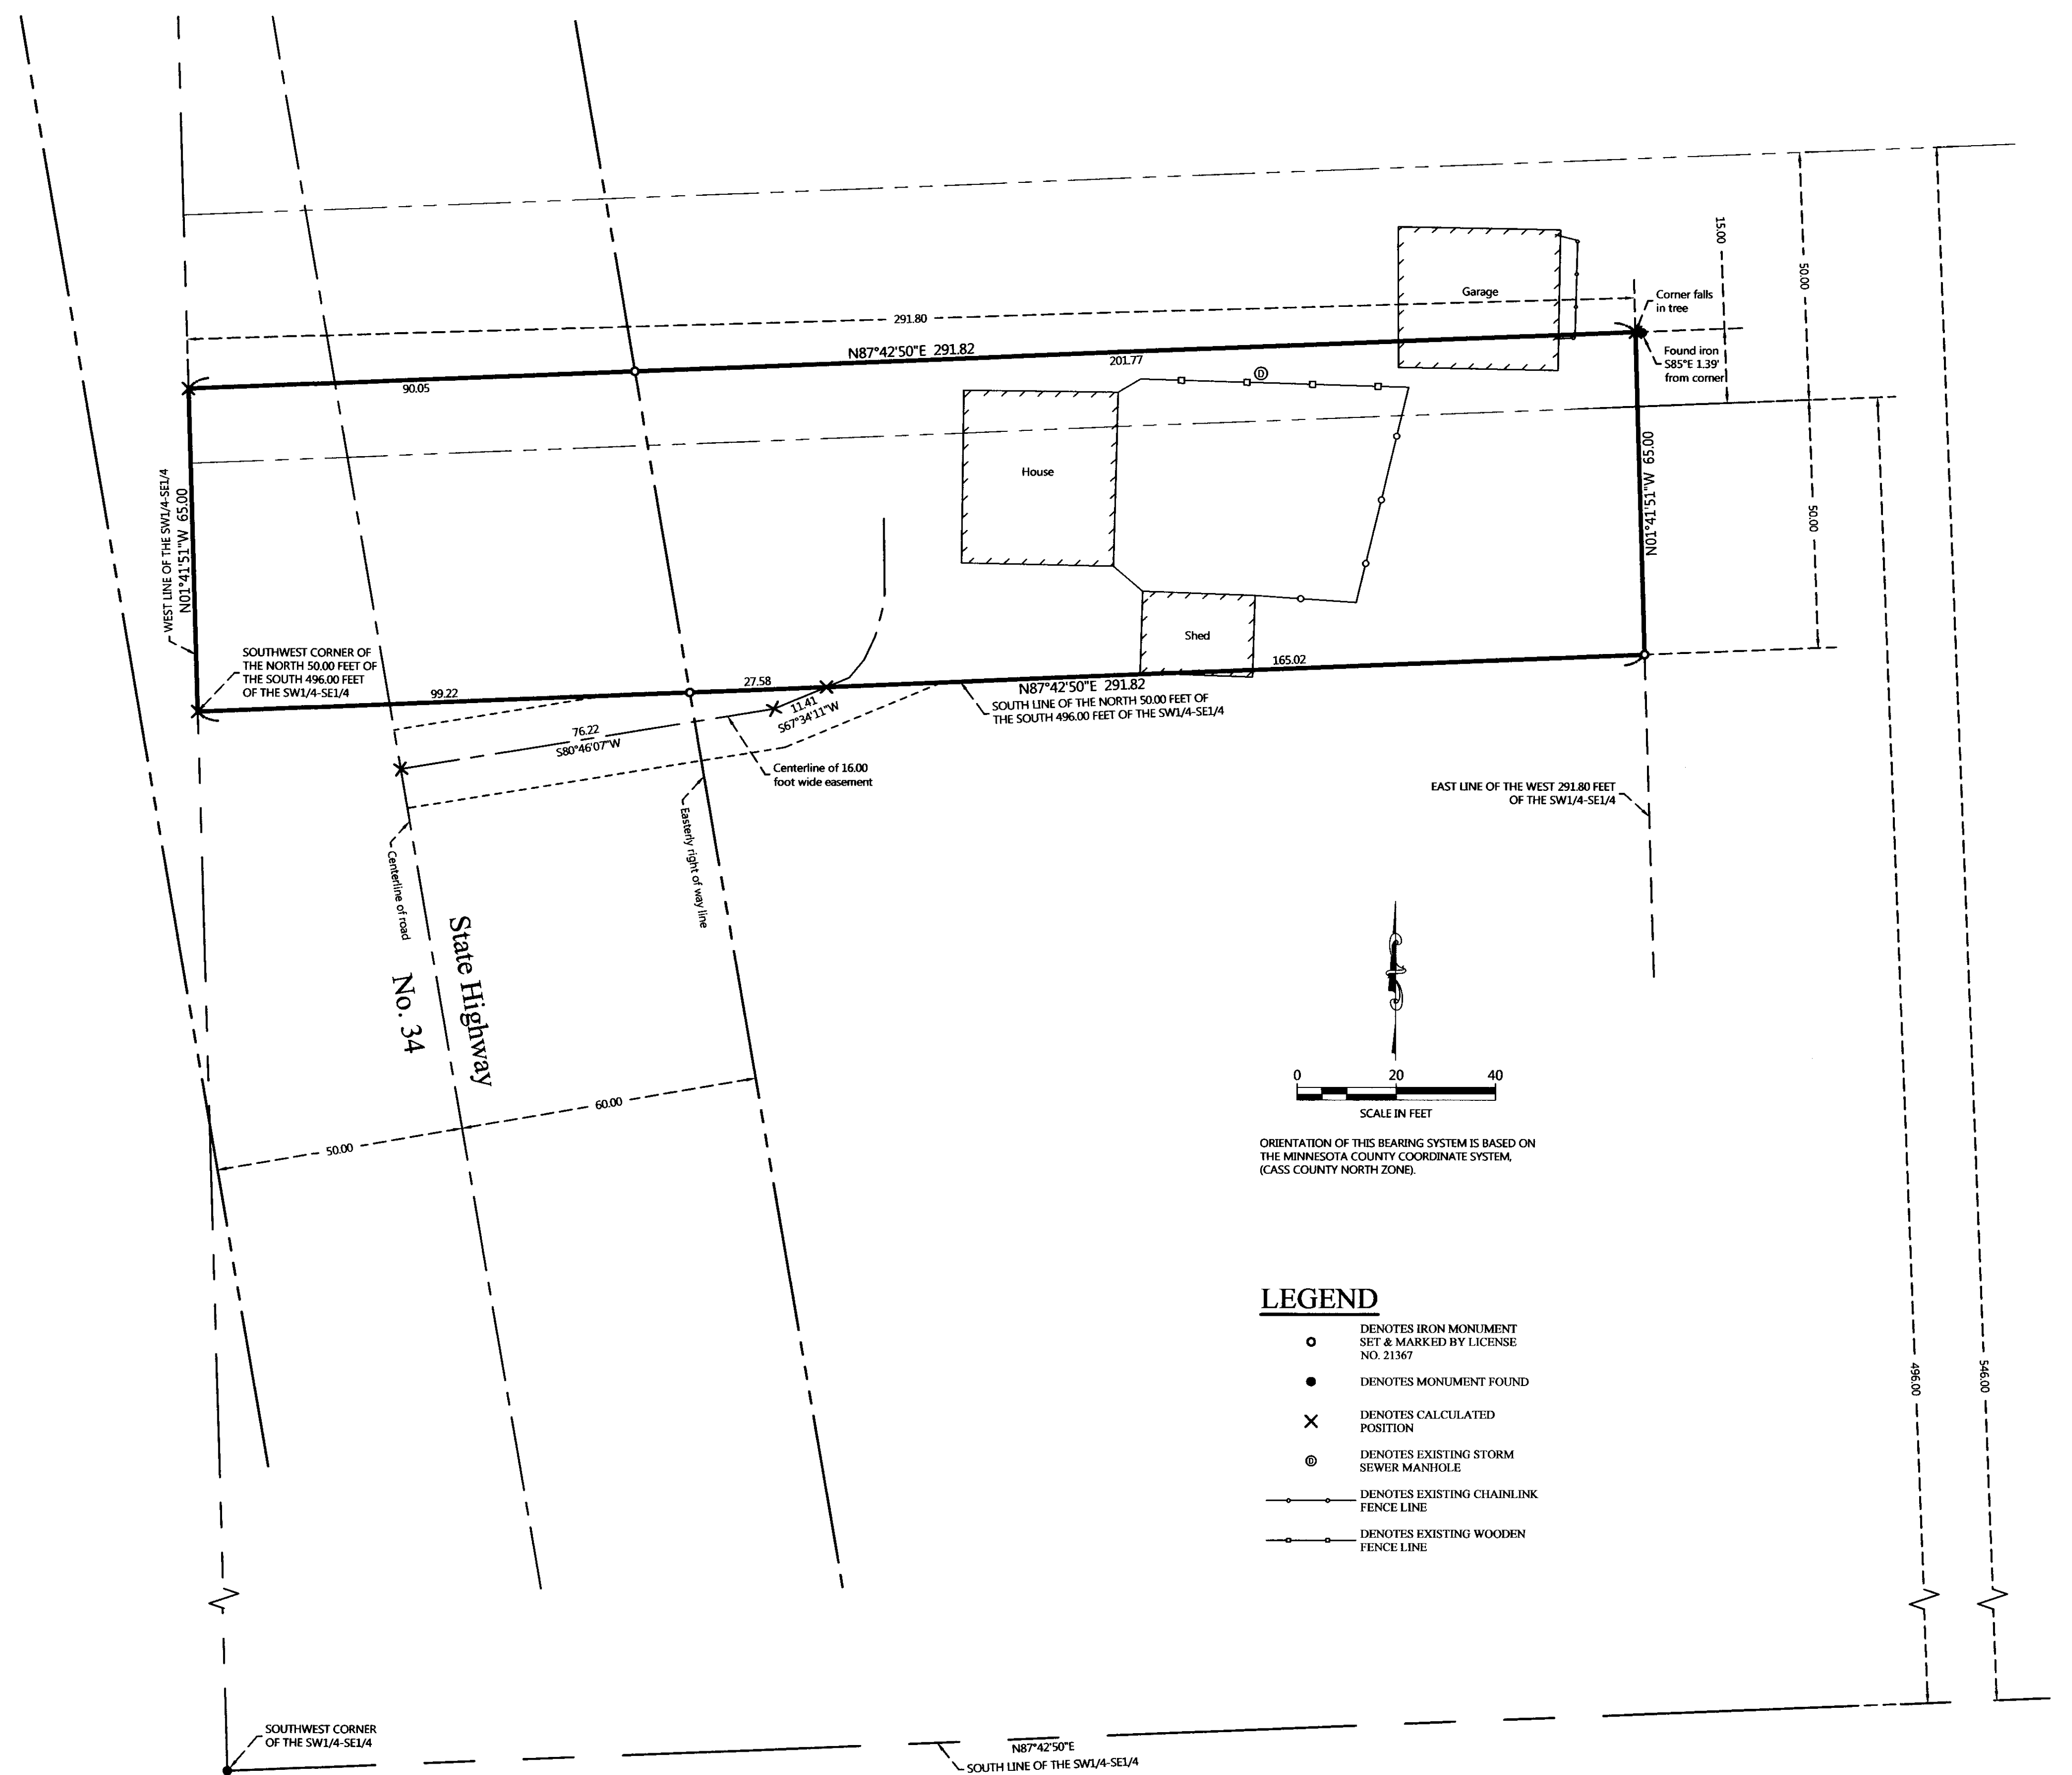 15.00
50.00
Garage
Corner falls
in tree
291.80
N87°42'50"E 291.82
201.77
Found iron
S85°E 1.39'
from corner
90.05
D
House
WEST LINE OF THE SW1/4-SE1/4
N01°41'51"W 65.00
N01°41'51"W 65.00
50.00
Shed
SOUTHWEST CORNER OF
THE NORTH 50.00 FEET OF
THE SOUTH 496.00 FEET
OF THE SW1/4-SE1/4
99.22
27.58
165.02
N87°42'50"E 291.82
SOUTH LINE OF THE NORTH 50.00 FEET OF
THE SOUTH 496.00 FEET OF THE SW1/4-SE1/4
11.41
S67°34'11"W
76.22
S80°46'07"W
Centerline of 16.00
foot wide easement
EAST LINE OF THE WEST 291.80 FEET
OF THE SW1/4-SE1/4
Centerline of road
Easterly right of way line
State Highway
No. 34
60.00
50.00
0 20 40
SCALE IN FEET
ORIENTATION OF THIS BEARING SYSTEM IS BASED ON
THE MINNESOTA COUNTY COORDINATE SYSTEM,
(CASS COUNTY NORTH ZONE).
LEGEND
DENOTES IRON MONUMENT
SET & MARKED BY LICENSE
NO. 21367
DENOTES MONUMENT FOUND
DENOTES CALCULATED
POSITION
D
DENOTES EXISTING STORM
SEWER MANHOLE
DENOTES EXISTING CHAINLINK
FENCE LINE
DENOTES EXISTING WOODEN
FENCE LINE
496.00
546.00
SOUTHWEST CORNER
OF THE SW1/4-SE1/4
N87°42'50"E
SOUTH LINE OF THE SW1/4-SE1/4